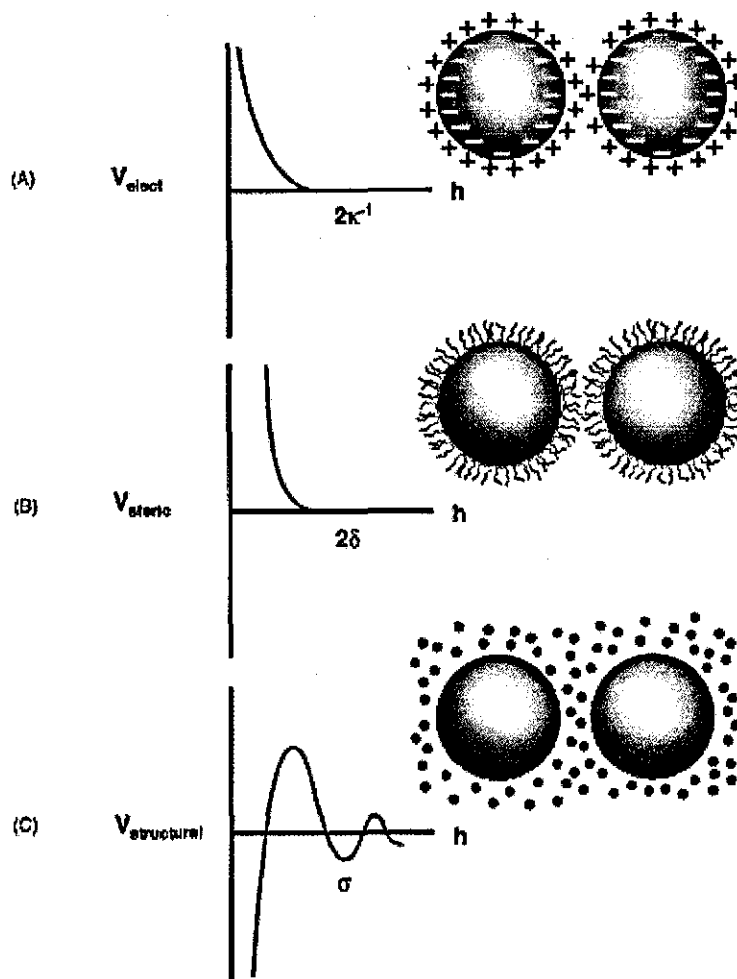 (A) V_elect h
2κ⁻¹
(B) V_steric h
2δ
(C) V_structural h
σ